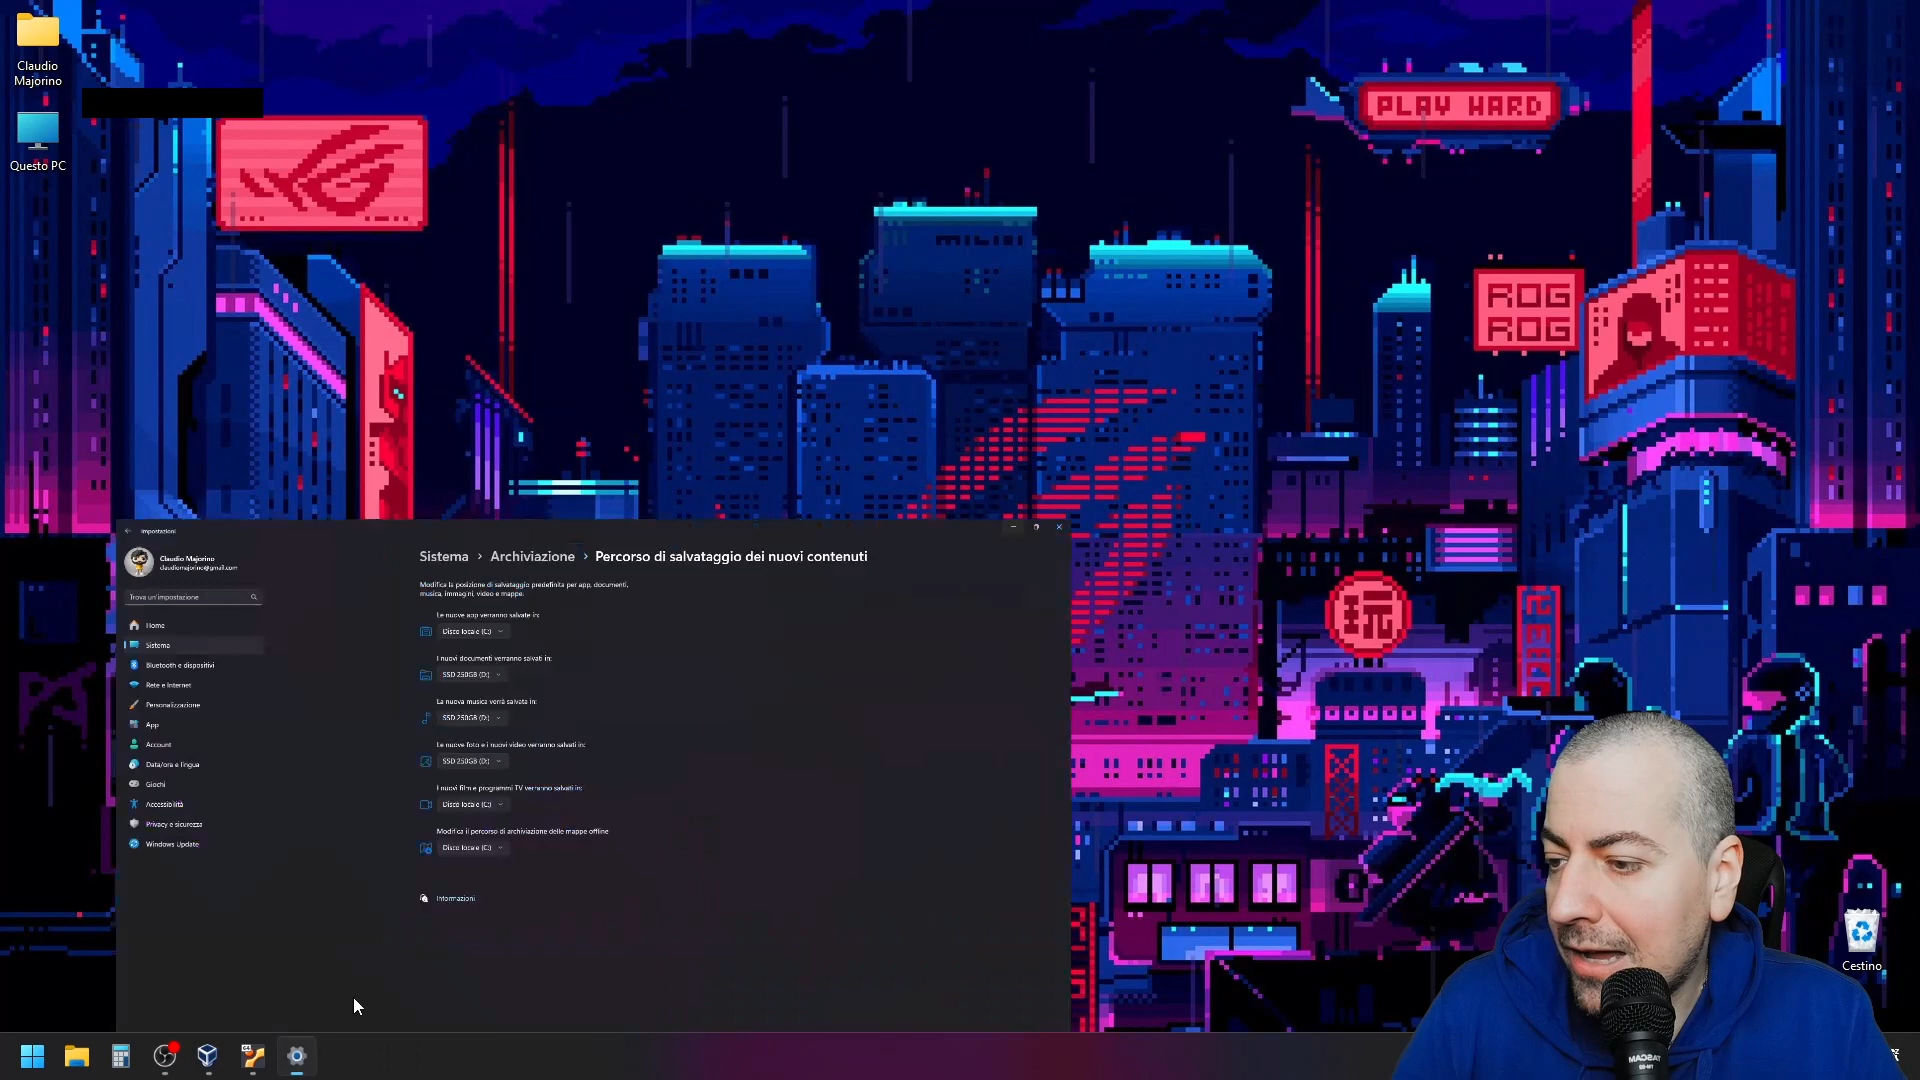 Claudio
Majorino
Questo PC
PLAY HARD
ROG
ROG
Impostazioni
Claudio Majorino
claudiomajorino@gmail.com
Trova un'impostazione
Home
Sistema
Bluetooth e dispositivi
Rete e Internet
Personalizzazione
App
Account
Data/ora e lingua
Giochi
Accessibilità
Privacy e sicurezza
Windows Update
Sistema > Archiviazione > Percorso di salvataggio dei nuovi contenuti
Modifica la posizione di salvataggio predefinita per app, documenti,
musica, immagini, video e mappe.
Le nuove app verranno salvate in:
Disco locale (C:)
I nuovi documenti verranno salvati in:
SSD 250GB (D:)
La nuova musica verrà salvata in:
SSD 250GB (D:)
Le nuove foto e i nuovi video verranno salvati in:
SSD 250GB (D:)
I nuovi film e programmi TV verranno salvati in:
Disco locale (C:)
Modifica il percorso di archiviazione delle mappe offline
Disco locale (C:)
Informazioni
玩
Cestino
TASCAM